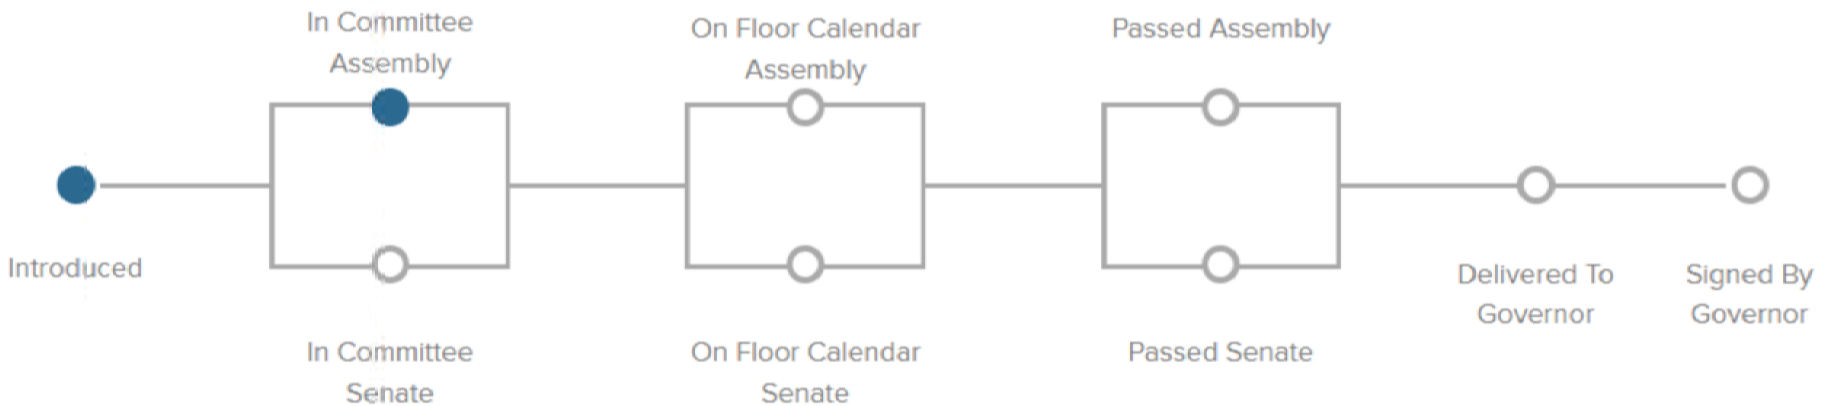 Introduced
In Committee
Assembly
In Committee
Senate
On Floor Calendar
Assembly
On Floor Calendar
Senate
Passed Assembly
Passed Senate
Delivered To
Governor
Signed By
Governor